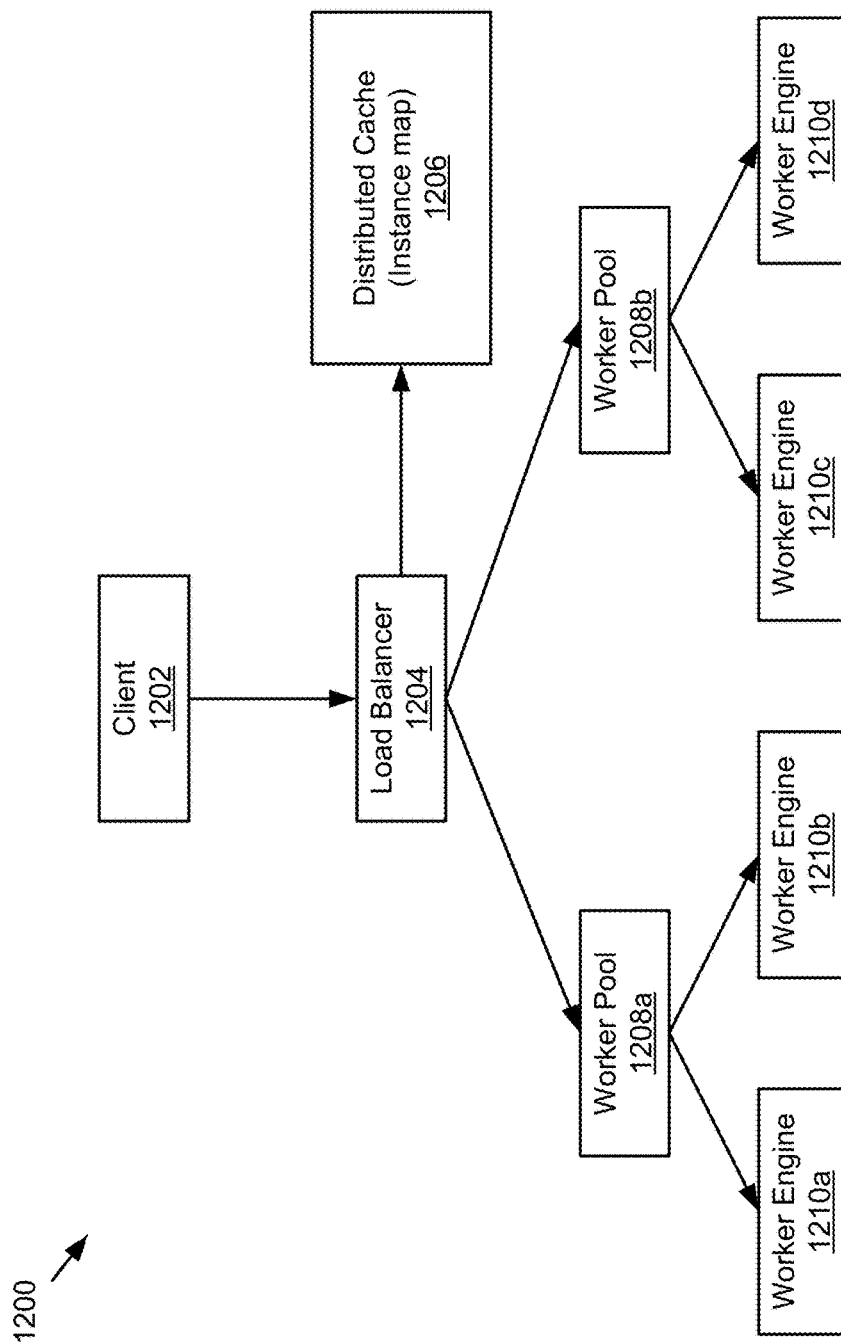 1200
Client
1202
Load Balancer
1204
Distributed Cache
(Instance map)
1206
Worker Pool
1208a
Worker Pool
1208b
Worker Engine
1210a
Worker Engine
1210b
Worker Engine
1210c
Worker Engine
1210d